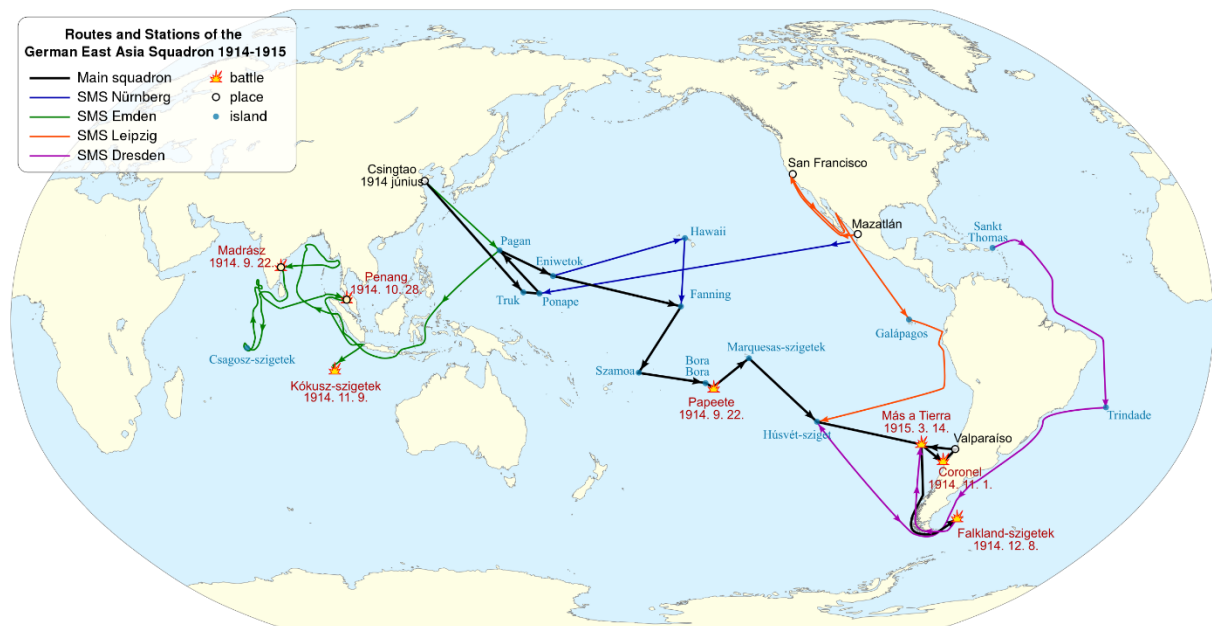 Routes and Stations of the
German East Asia Squadron 1914-1915
Main squadron
SMS Nürnberg
SMS Emden
SMS Leipzig
SMS Dresden
battle
place
island
Csingtao
1914 június
San Francisco
Mazatlán
Sankt
Thomas
Hawaii
Pagan
Eniwetok
Madrász
1914. 9. 22.
Penang
1914. 10. 28.
Truk
Ponape
Fanning
Galápagos
Csagosz-szigetek
Marquesas-szigetek
Szamoa
Bora
Bora
Kókusz-szigetek
1914. 11. 9.
Papeete
1914. 9. 22.
Trindade
Más a Tierra
1915. 3. 14.
Húsvét-sziget
Valparaíso
Coronel
1914. 11. 1.
Falkland-szigetek
1914. 12. 8.